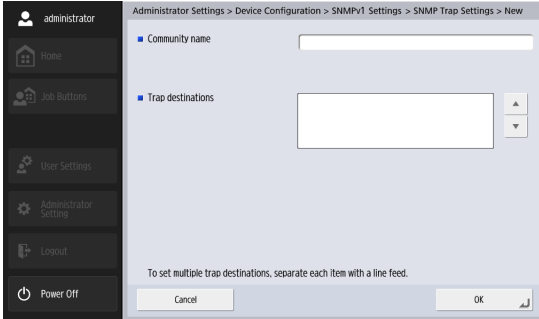 administrator
Administrator Settings > Device Configuration > SNMPv1 Settings > SNMP Trap Settings > New
Home
Job Buttons
User Settings
Administrator
Setting
Logout
Power Off
Community name
Trap destinations
To set multiple trap destinations, separate each item with a line feed.
Cancel
OK